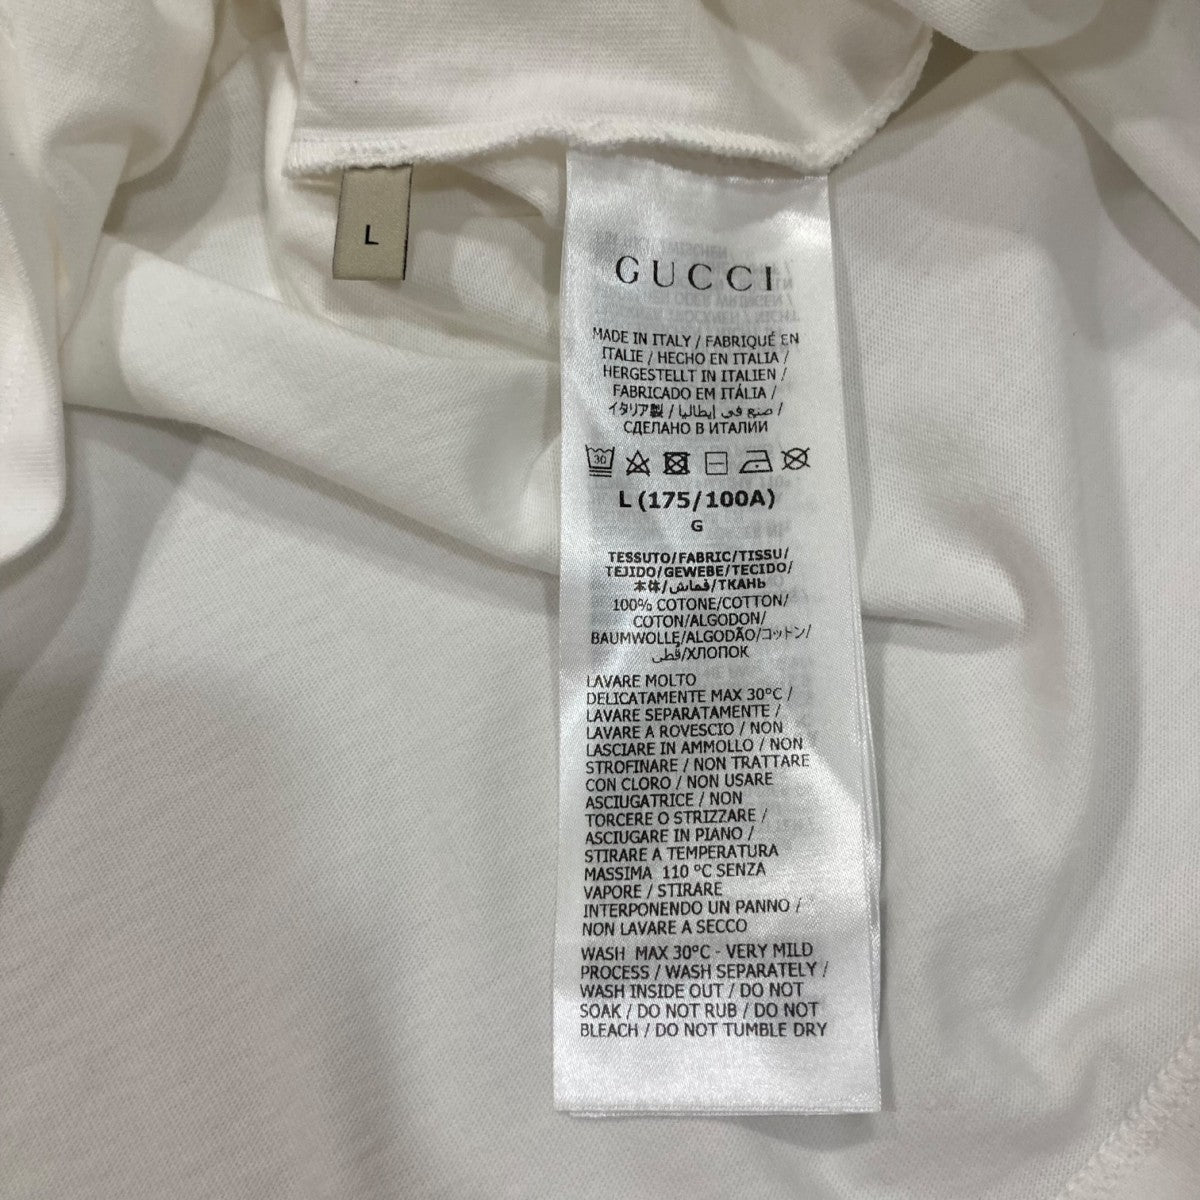 L
GUCCI
MADE IN ITALY / FABRIQUÉ EN
ITALIE / HECHO EN ITALIA /
HERGESTELLT IN ITALIEN /
FABRICADO EM ITÁLIA /
イタリア製 / صنع في إيطاليا /
СДЕЛАНО В ИТАЛИИ
30
L (175/100A)
G
TESSUTO/FABRIC/TISSU/
TEJIDO/GEWEBE/TECIDO/
本体/قماش/ТКАНЬ
100% COTONE/COTTON/
COTON/ALGODON/
BAUMWOLLE/ALGODÃO/コットン/
قطن/ХЛОПОК
LAVARE MOLTO
DELICATAMENTE MAX 30°C /
LAVARE SEPARATAMENTE /
LAVARE A ROVESCIO / NON
LASCIARE IN AMMOLLO / NON
STROFINARE / NON TRATTARE
CON CLORO / NON USARE
ASCIUGATRICE / NON
TORCERE O STRIZZARE /
ASCIUGARE IN PIANO /
STIRARE A TEMPERATURA
MASSIMA 110 °C SENZA
VAPORE / STIRARE
INTERPONENDO UN PANNO /
NON LAVARE A SECCO
WASH MAX 30°C - VERY MILD
PROCESS / WASH SEPARATELY /
WASH INSIDE OUT / DO NOT
SOAK / DO NOT RUB / DO NOT
BLEACH / DO NOT TUMBLE DRY